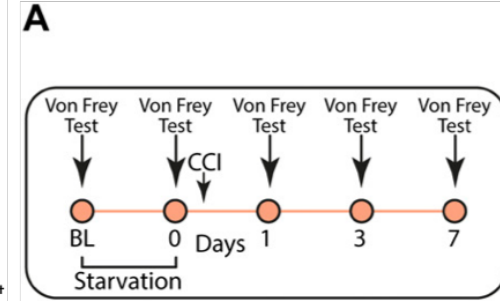 A
Von Frey Test
Von Frey Test
Von Frey Test
Von Frey Test
Von Frey Test
CCI
BL
0
Days
1
3
7
Starvation